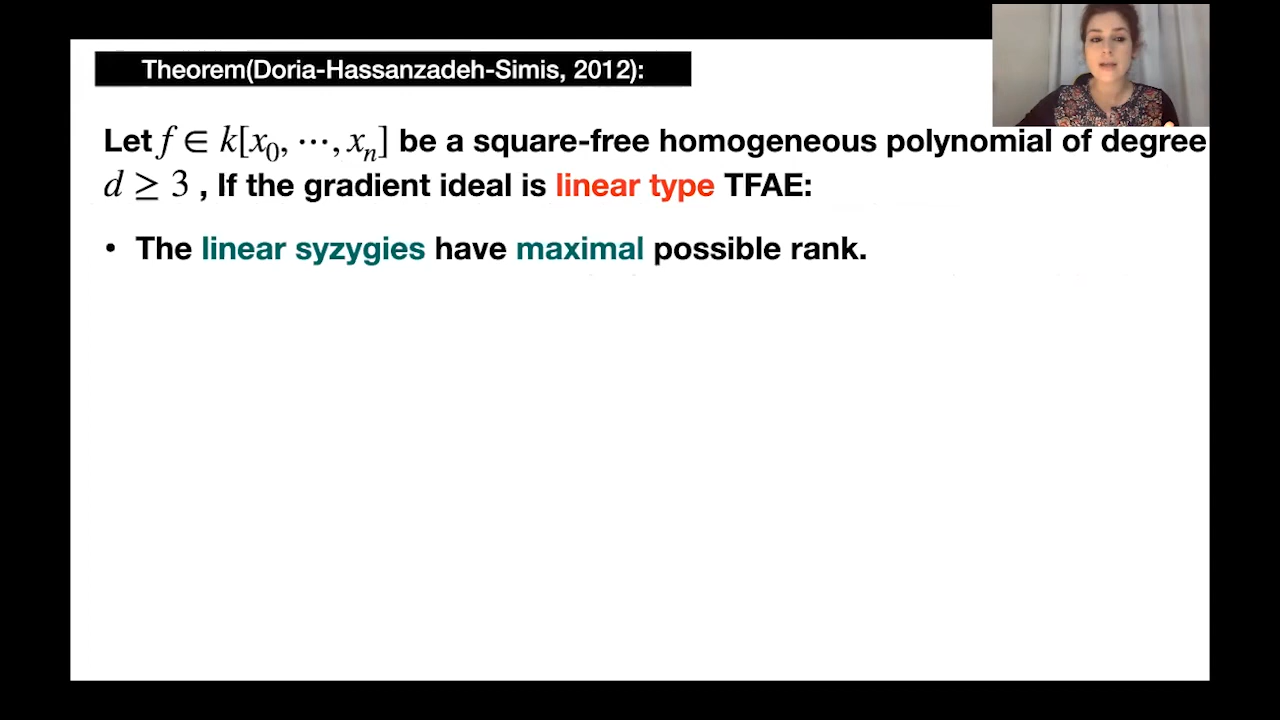 Theorem(Doria-Hassanzadeh-Simis, 2012):
Let f ∈ k[x₀, ⋯, xₙ] be a square-free homogeneous polynomial of degree
d ≥ 3 , If the gradient ideal is linear type TFAE:
• The linear syzygies have maximal possible rank.